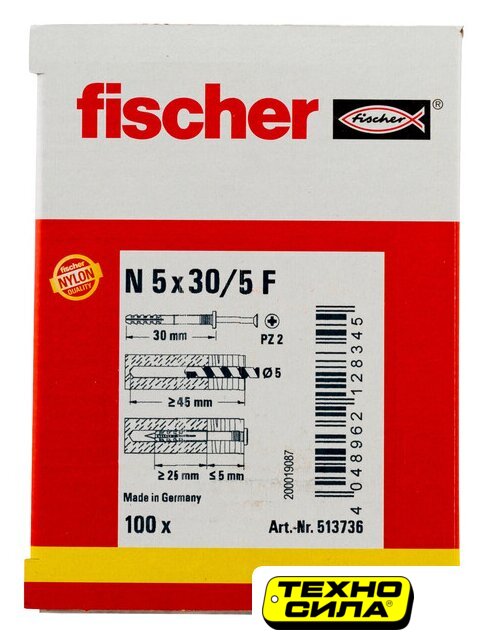 fischer
fischer ®
fischer
NYLON
QUALITY
N 5 x 30/5 F
30 mm
PZ 2
Ø 5
≥ 45 mm
≥ 25 mm ≤ 5 mm
Made in Germany
100 x
Art.-Nr. 513736
200019087
4 048962 128345
ТЕХНО
СИЛА®